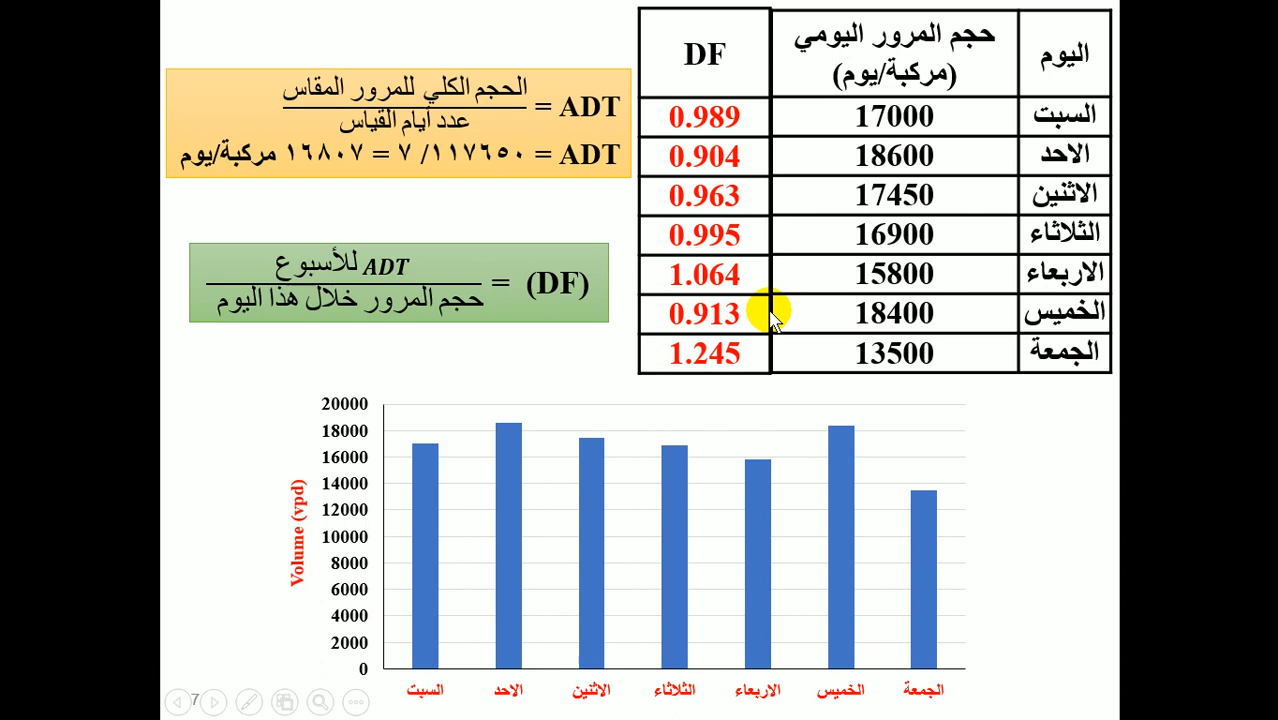 اليوم حجم المرور اليومي (مركبة/يوم) DF
السبت 17000 0.989
الاحد 18600 0.904
الاثنين 17450 0.963
الثلاثاء 16900 0.995
الاربعاء 15800 1.064
الخميس 18400 0.913
الجمعة 13500 1.245
ADT = الحجم الكلي للمرور المقاس
عدد أيام القياس
ADT = ١١٧٦٥٠ /٧ = ١٦٨٠٧ مركبة/يوم
(DF) = ADT للأسبوع
حجم المرور خلال هذا اليوم
20000
18000
16000
14000
12000
10000
8000
6000
4000
2000
0
Volume (vpd)
السبت الاحد الاثنين الثلاثاء الاربعاء الخميس الجمعة
7